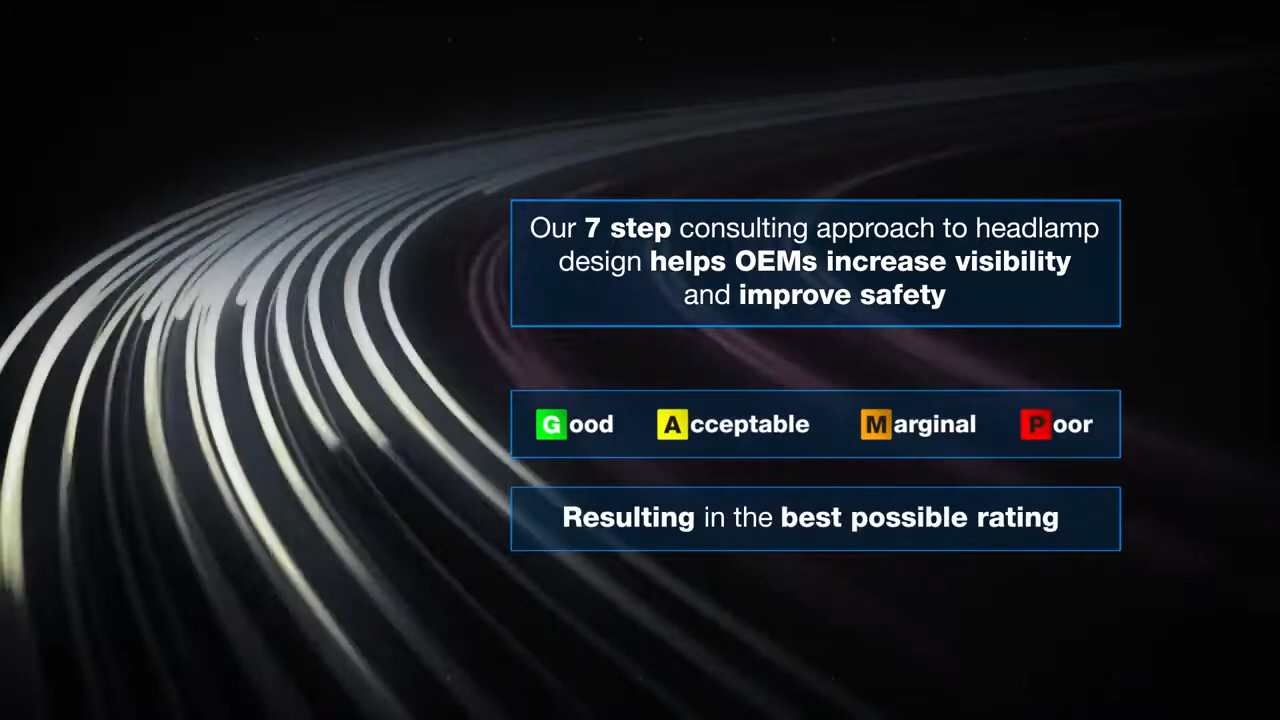 Our 7 step consulting approach to headlamp
design helps OEMs increase visibility
and improve safety
Good Acceptable Marginal Poor
Resulting in the best possible rating